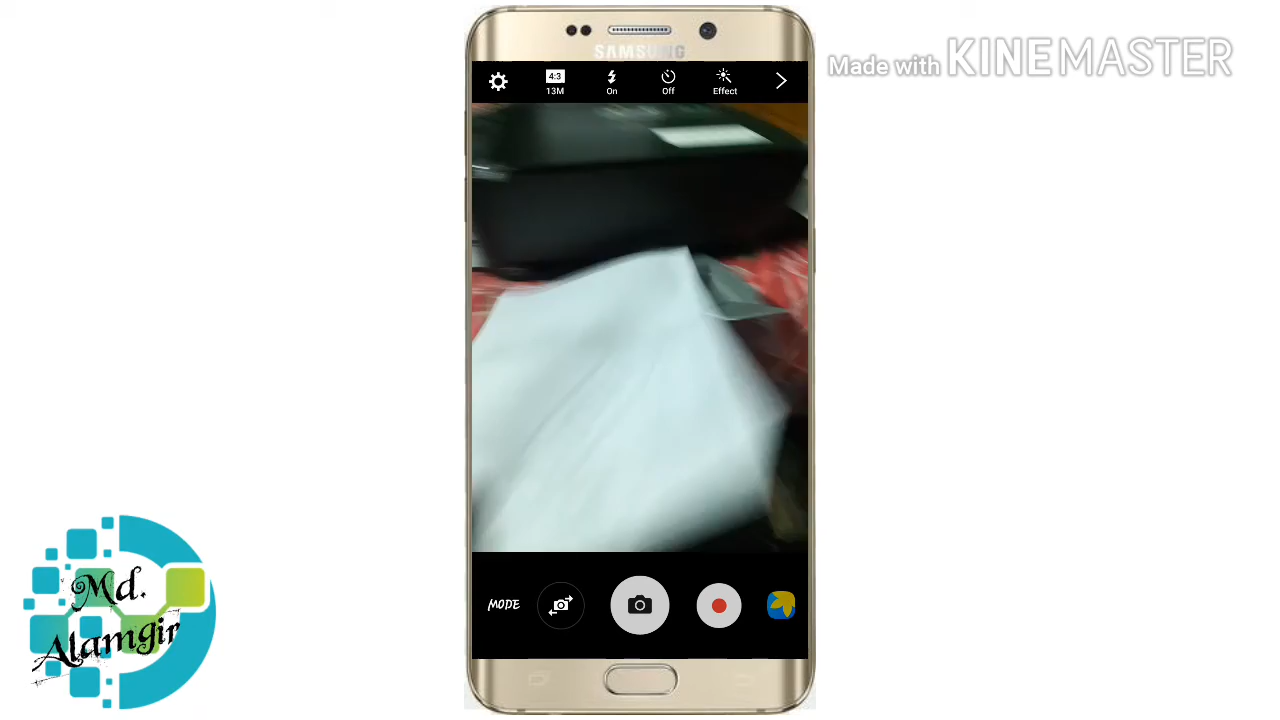 SAMSUNG
Made with KINEMASTER
4:3
13M
On
Off
Effect
MODE
Md.
Alamgir